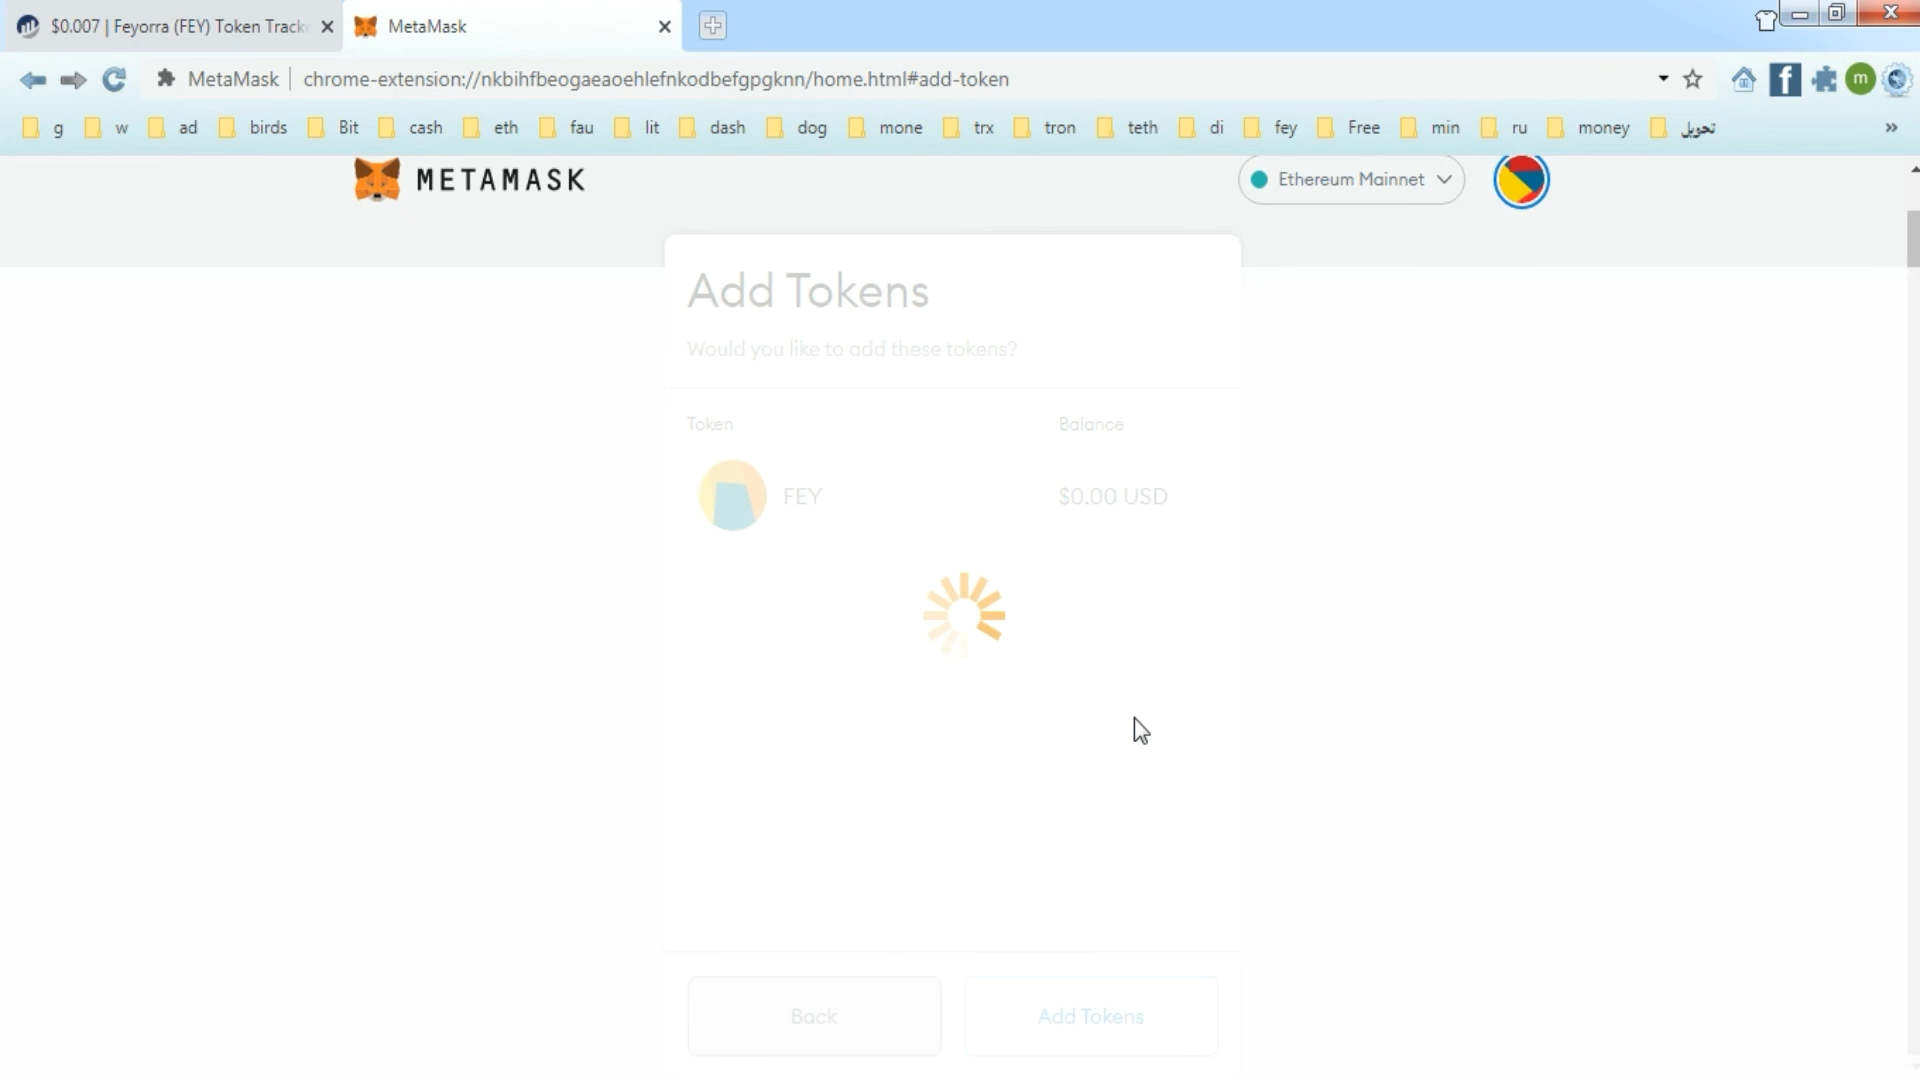 $0.007 | Feyorra (FEY) Token Track
MetaMask
MetaMask | chrome-extension://nkbihfbeogaeaoehlefnkodbefgpgknn/home.html#add-token
f
m
g w ad birds Bit cash eth fau lit dash dog mone trx tron teth di fey Free min ru money تحويل »
METAMASK
Ethereum Mainnet
Add Tokens
Would you like to add these tokens?
Token Balance
FEY $0.00 USD
Back Add Tokens